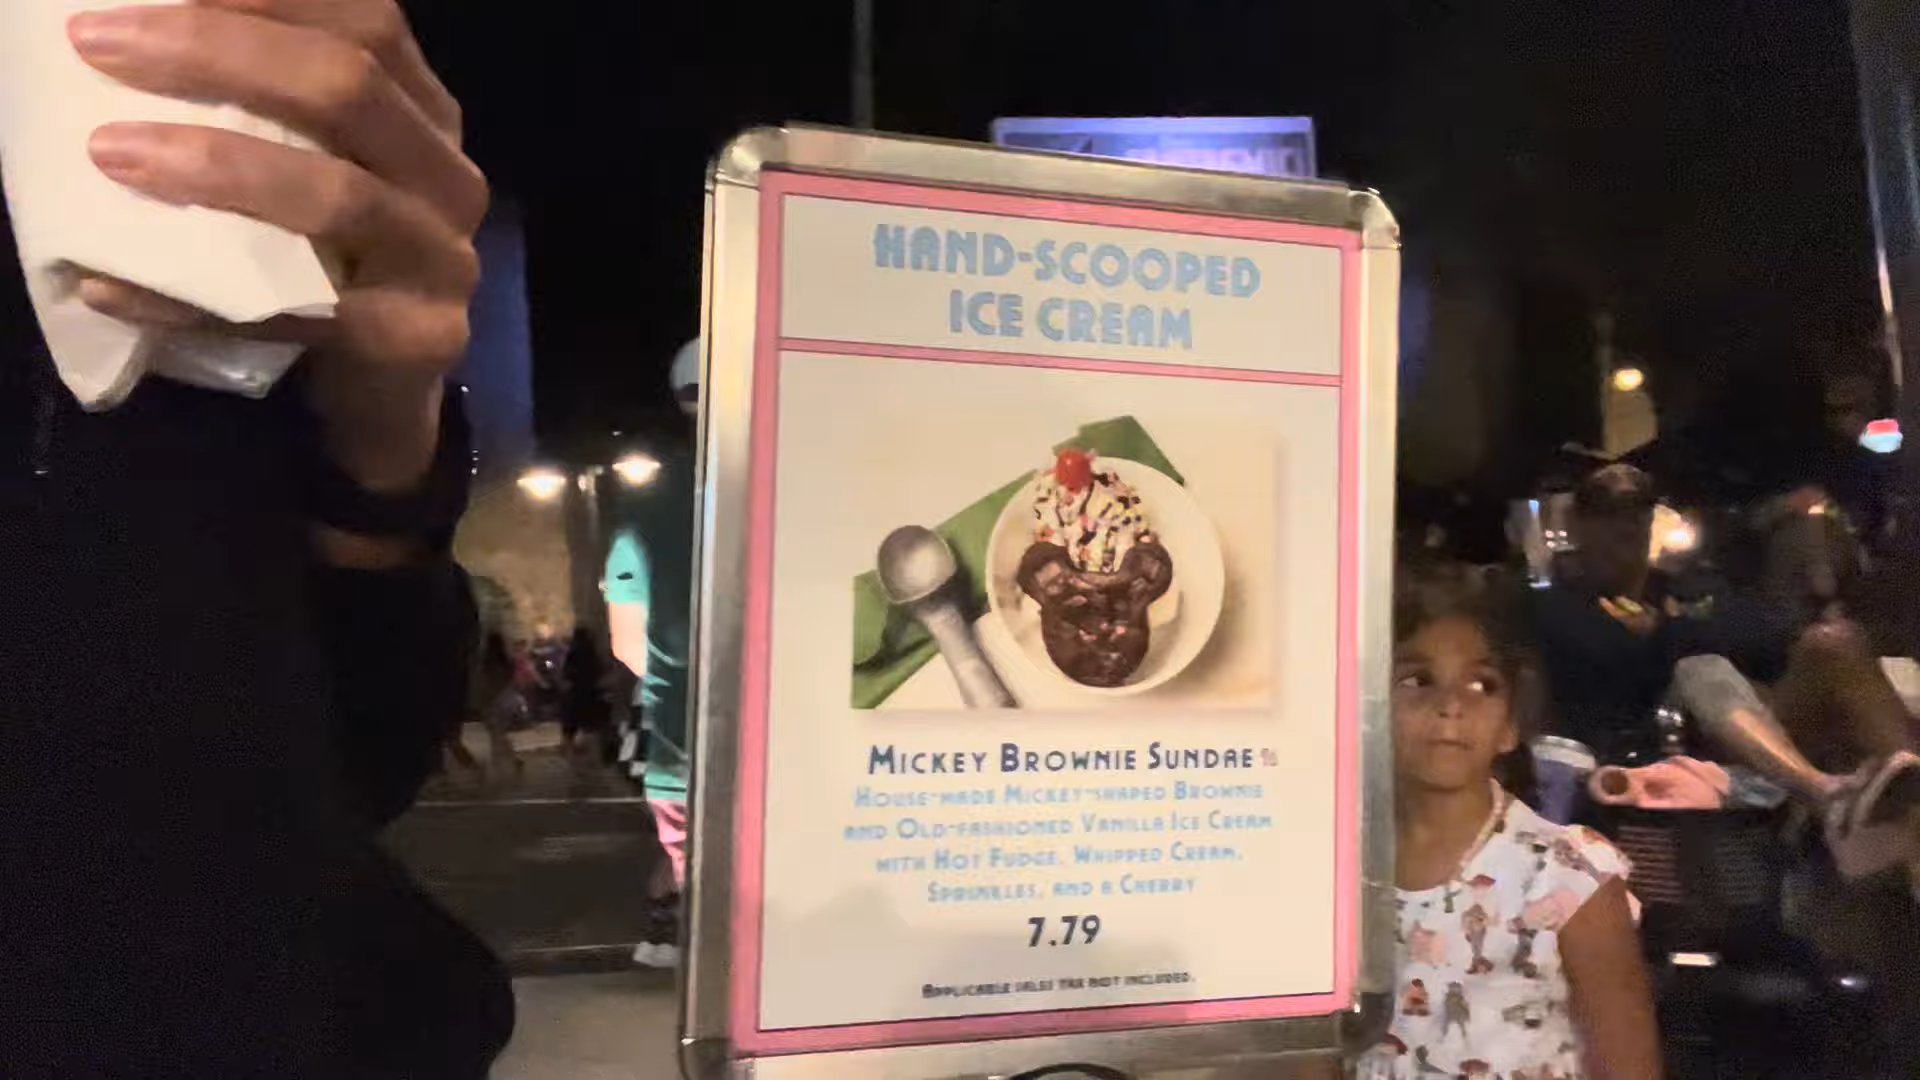 HAND-SCOOPED
ICE CREAM
MICKEY BROWNIE SUNDAE
HOUSE-MADE MICKEY-SHAPED BROWNIE
AND OLD-FASHIONED VANILLA ICE CREAM
WITH HOT FUDGE, WHIPPED CREAM,
SPRINKLES, AND A CHERRY
7.79
APPLICABLE SALES TAX NOT INCLUDED.